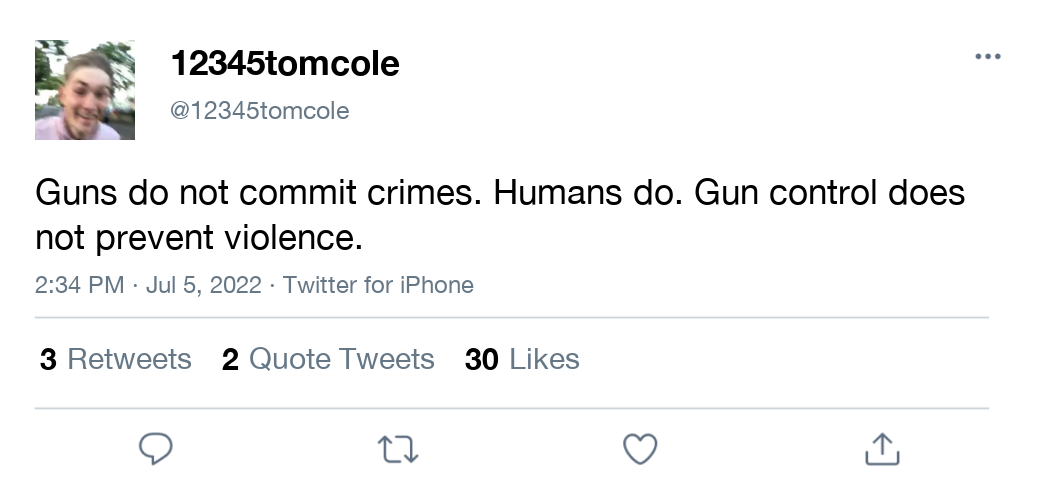 12345tomcole
@12345tomcole
Guns do not commit crimes. Humans do. Gun control does
not prevent violence.
2:34 PM · Jul 5, 2022 · Twitter for iPhone
3 Retweets 2 Quote Tweets 30 Likes